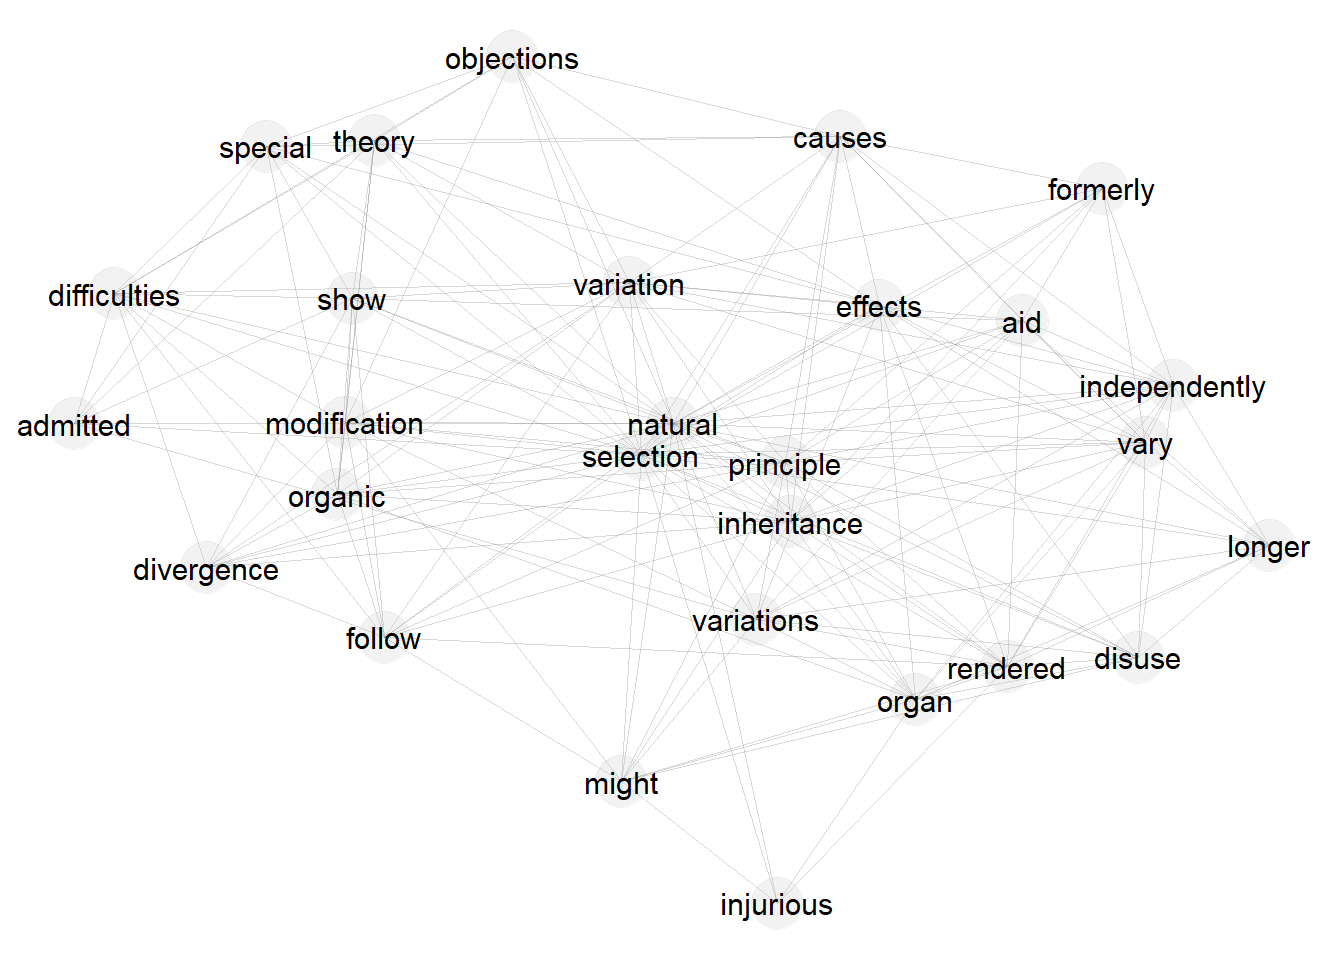 objections
special
theory
causes
formerly
difficulties
show
variation
effects
aid
independently
admitted
modification
natural
vary
selection
principle
organic
inheritance
longer
divergence
variations
follow
rendered
disuse
organ
might
injurious